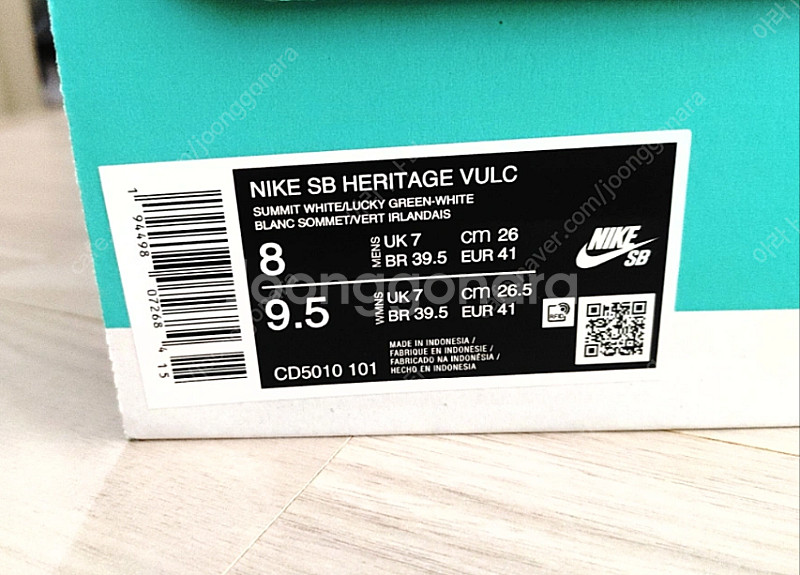 NIKE SB HERITAGE VULC
SUMMIT WHITE/LUCKY GREEN-WHITE
BLANC SOMMET/VERT IRLANDAIS
8 MENS UK 7 cm 26
BR 39.5 EUR 41
9.5 WMNS UK 7 cm 26.5
BR 39.5 EUR 41
CD5010 101
MADE IN INDONESIA /
FABRIQUE EN INDONESIE /
FABRICADO NA INDONÉSIA /
HECHO EN INDONESIA
NIKE
SB
RFID
1 94498 07268 4 15
joonggonara